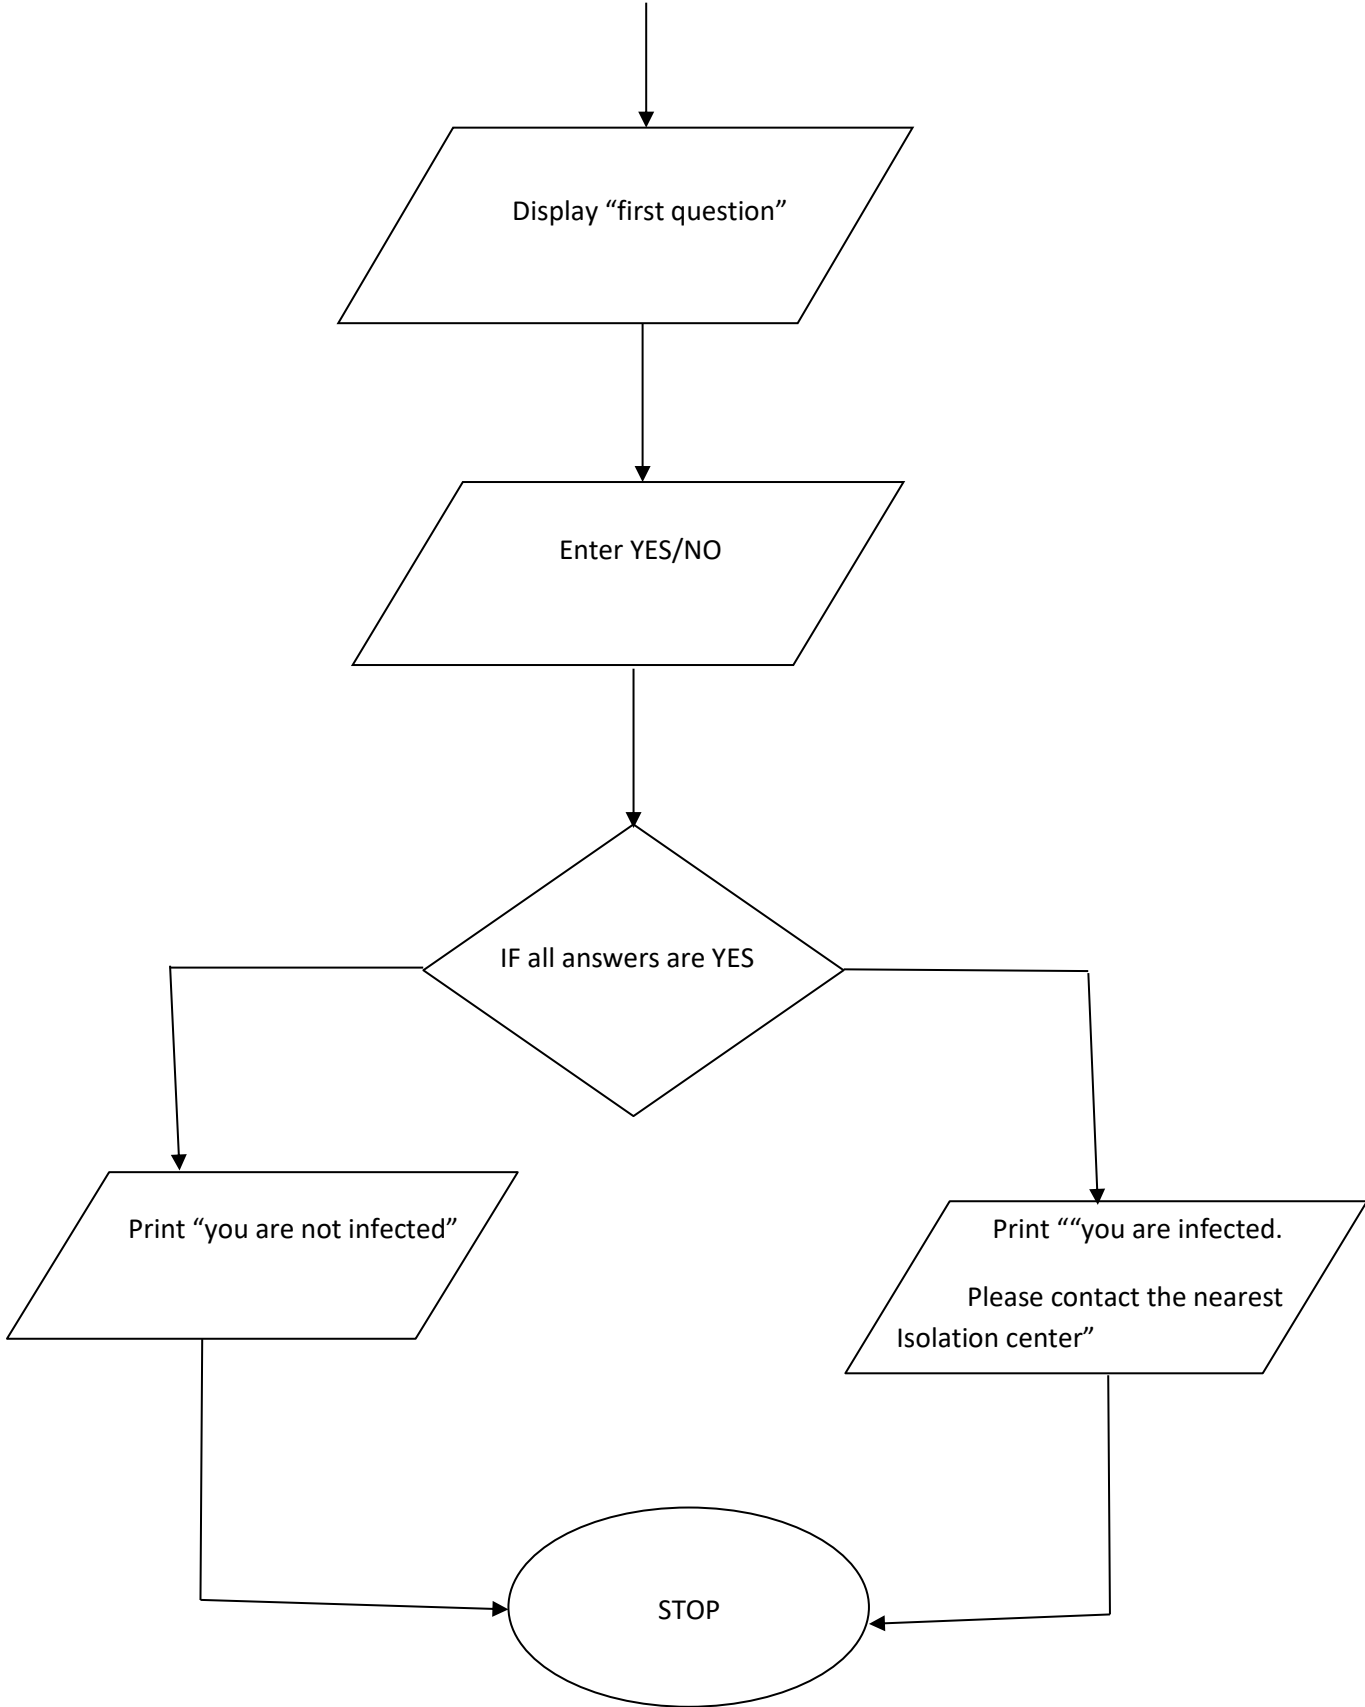 Display “first question”
Enter YES/NO
IF all answers are YES
Print “you are not infected”
Print ““you are infected.
Please contact the nearest
Isolation center”
STOP